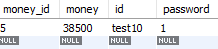 money_id money id password
5 38500 test10 1
NULL NULL NULL NULL